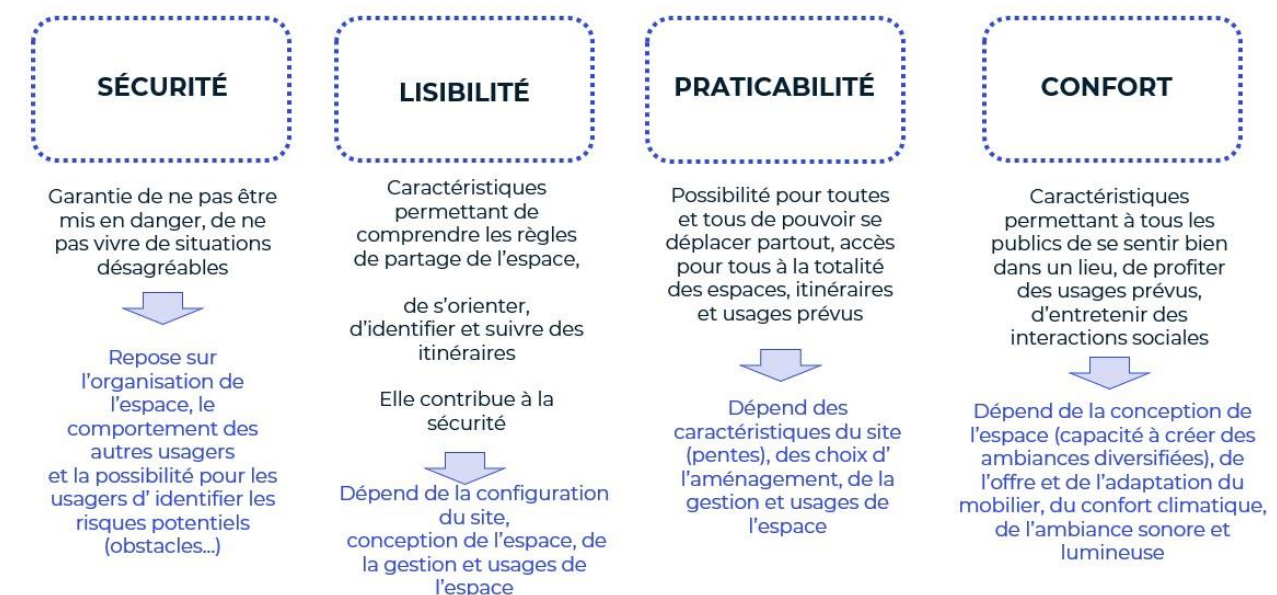 SÉCURITÉ
Garantie de ne pas être
mis en danger, de ne
pas vivre de situations
désagréables
Repose sur
l'organisation de
l'espace, le
comportement des
autres usagers
et la possibilité pour les
usagers d' identifier les
risques potentiels
(obstacles...)
LISIBILITÉ
Caractéristiques
permettant de
comprendre les règles
de partage de l'espace,
de s'orienter,
d'identifier et suivre des
itinéraires
Elle contribue à la
sécurité
Dépend de la configuration
du site,
conception de l'espace, de
la gestion et usages de
l'espace
PRATICABILITÉ
Possibilité pour toutes
et tous de pouvoir se
déplacer partout, accès
pour tous à la totalité
des espaces, itinéraires
et usages prévus
Dépend des
caractéristiques du site
(pentes), des choix d'
l'aménagement, de la
gestion et usages de
l'espace
CONFORT
Caractéristiques
permettant à tous les
publics de se sentir bien
dans un lieu, de profiter
des usages prévus,
d'entretenir des
interactions sociales
Dépend de la conception de
l'espace (capacité à créer des
ambiances diversifiées), de
l'offre et de l'adaptation du
mobilier, du confort climatique,
de l'ambiance sonore et
lumineuse